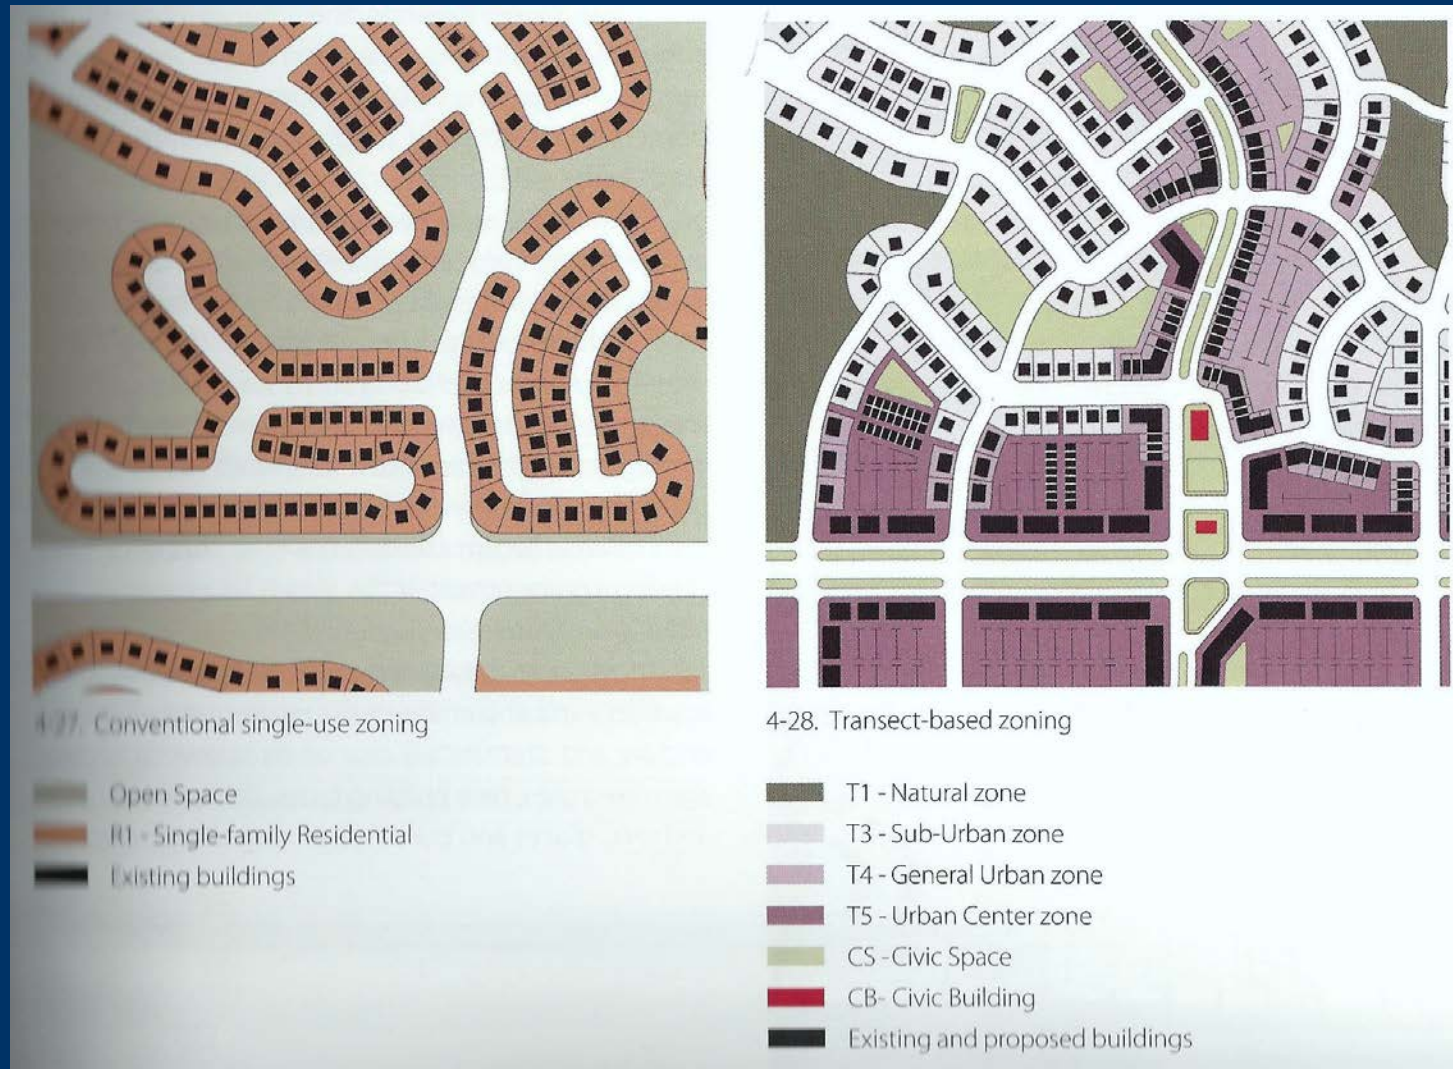 4-27. Conventional single-use zoning
Open Space
R1 - Single-family Residential
Existing buildings
4-28. Transect-based zoning
T1 - Natural zone
T3 - Sub-Urban zone
T4 - General Urban zone
T5 - Urban Center zone
CS - Civic Space
CB- Civic Building
Existing and proposed buildings